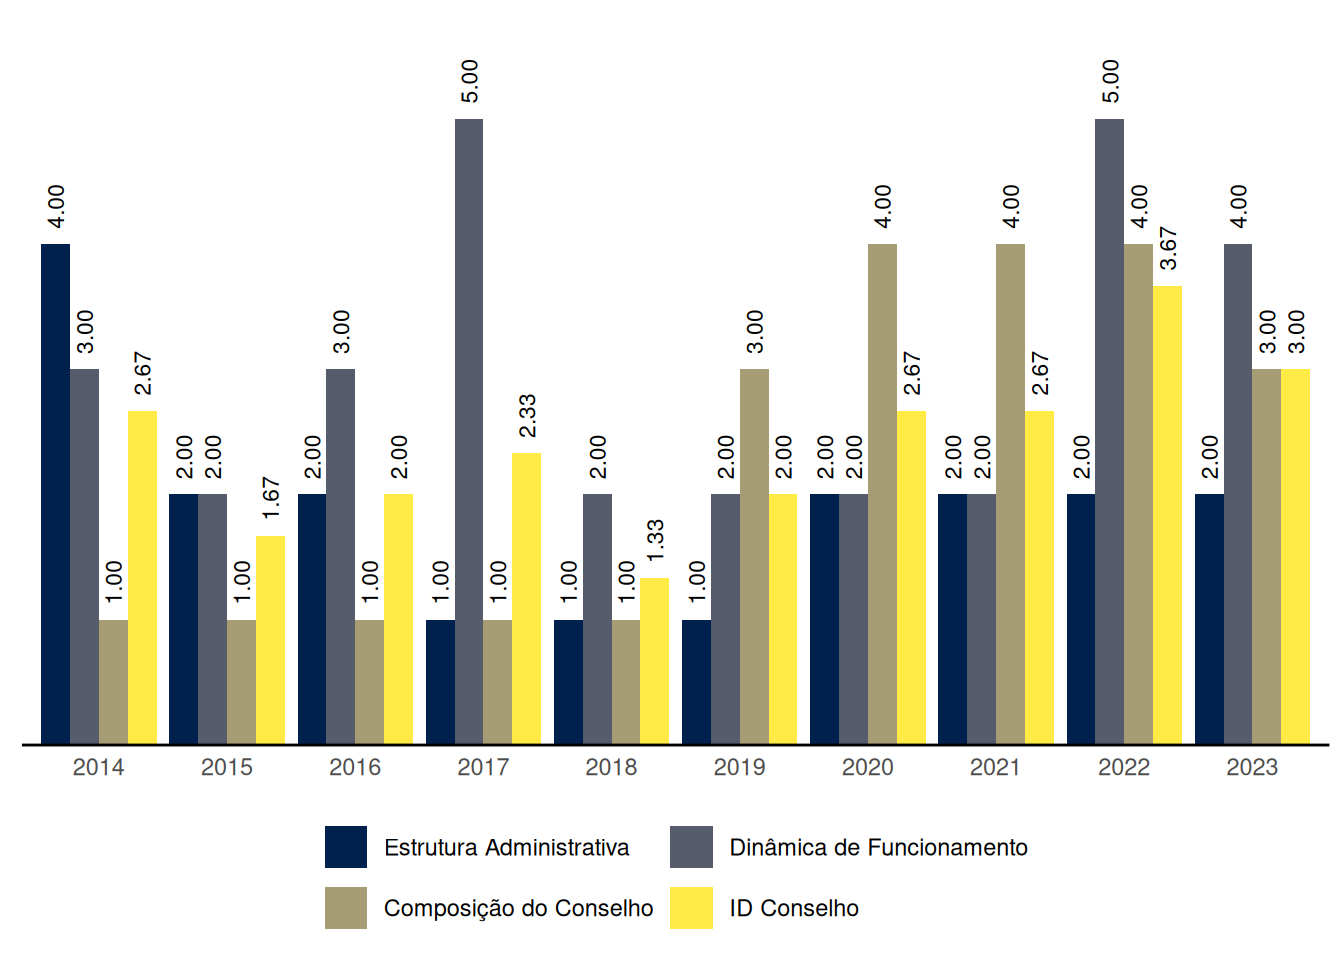 4.00 3.00 1.00 2.67
2.00 2.00 1.00 1.67
2.00 3.00 1.00 2.00
1.00 5.00 1.00 2.33
1.00 2.00 1.00 1.33
1.00 2.00 3.00 2.00
2.00 2.00 4.00 2.67
2.00 2.00 4.00 2.67
2.00 5.00 4.00 3.67
2.00 4.00 3.00 3.00
2014 2015 2016 2017 2018 2019 2020 2021 2022 2023
Estrutura Administrativa Dinâmica de Funcionamento
Composição do Conselho ID Conselho